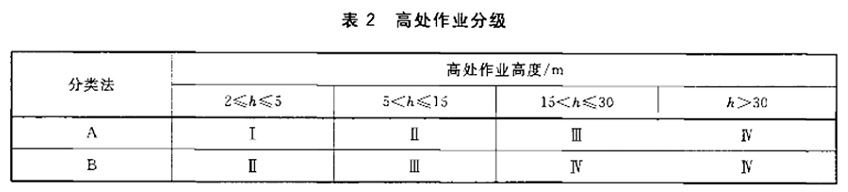 表 2 高处作业分级
分类法 高处作业高度/m
2≤h≤5 5<h≤15 15<h≤30 h>30
A Ⅰ Ⅱ Ⅲ Ⅳ
B Ⅱ Ⅲ Ⅳ Ⅳ